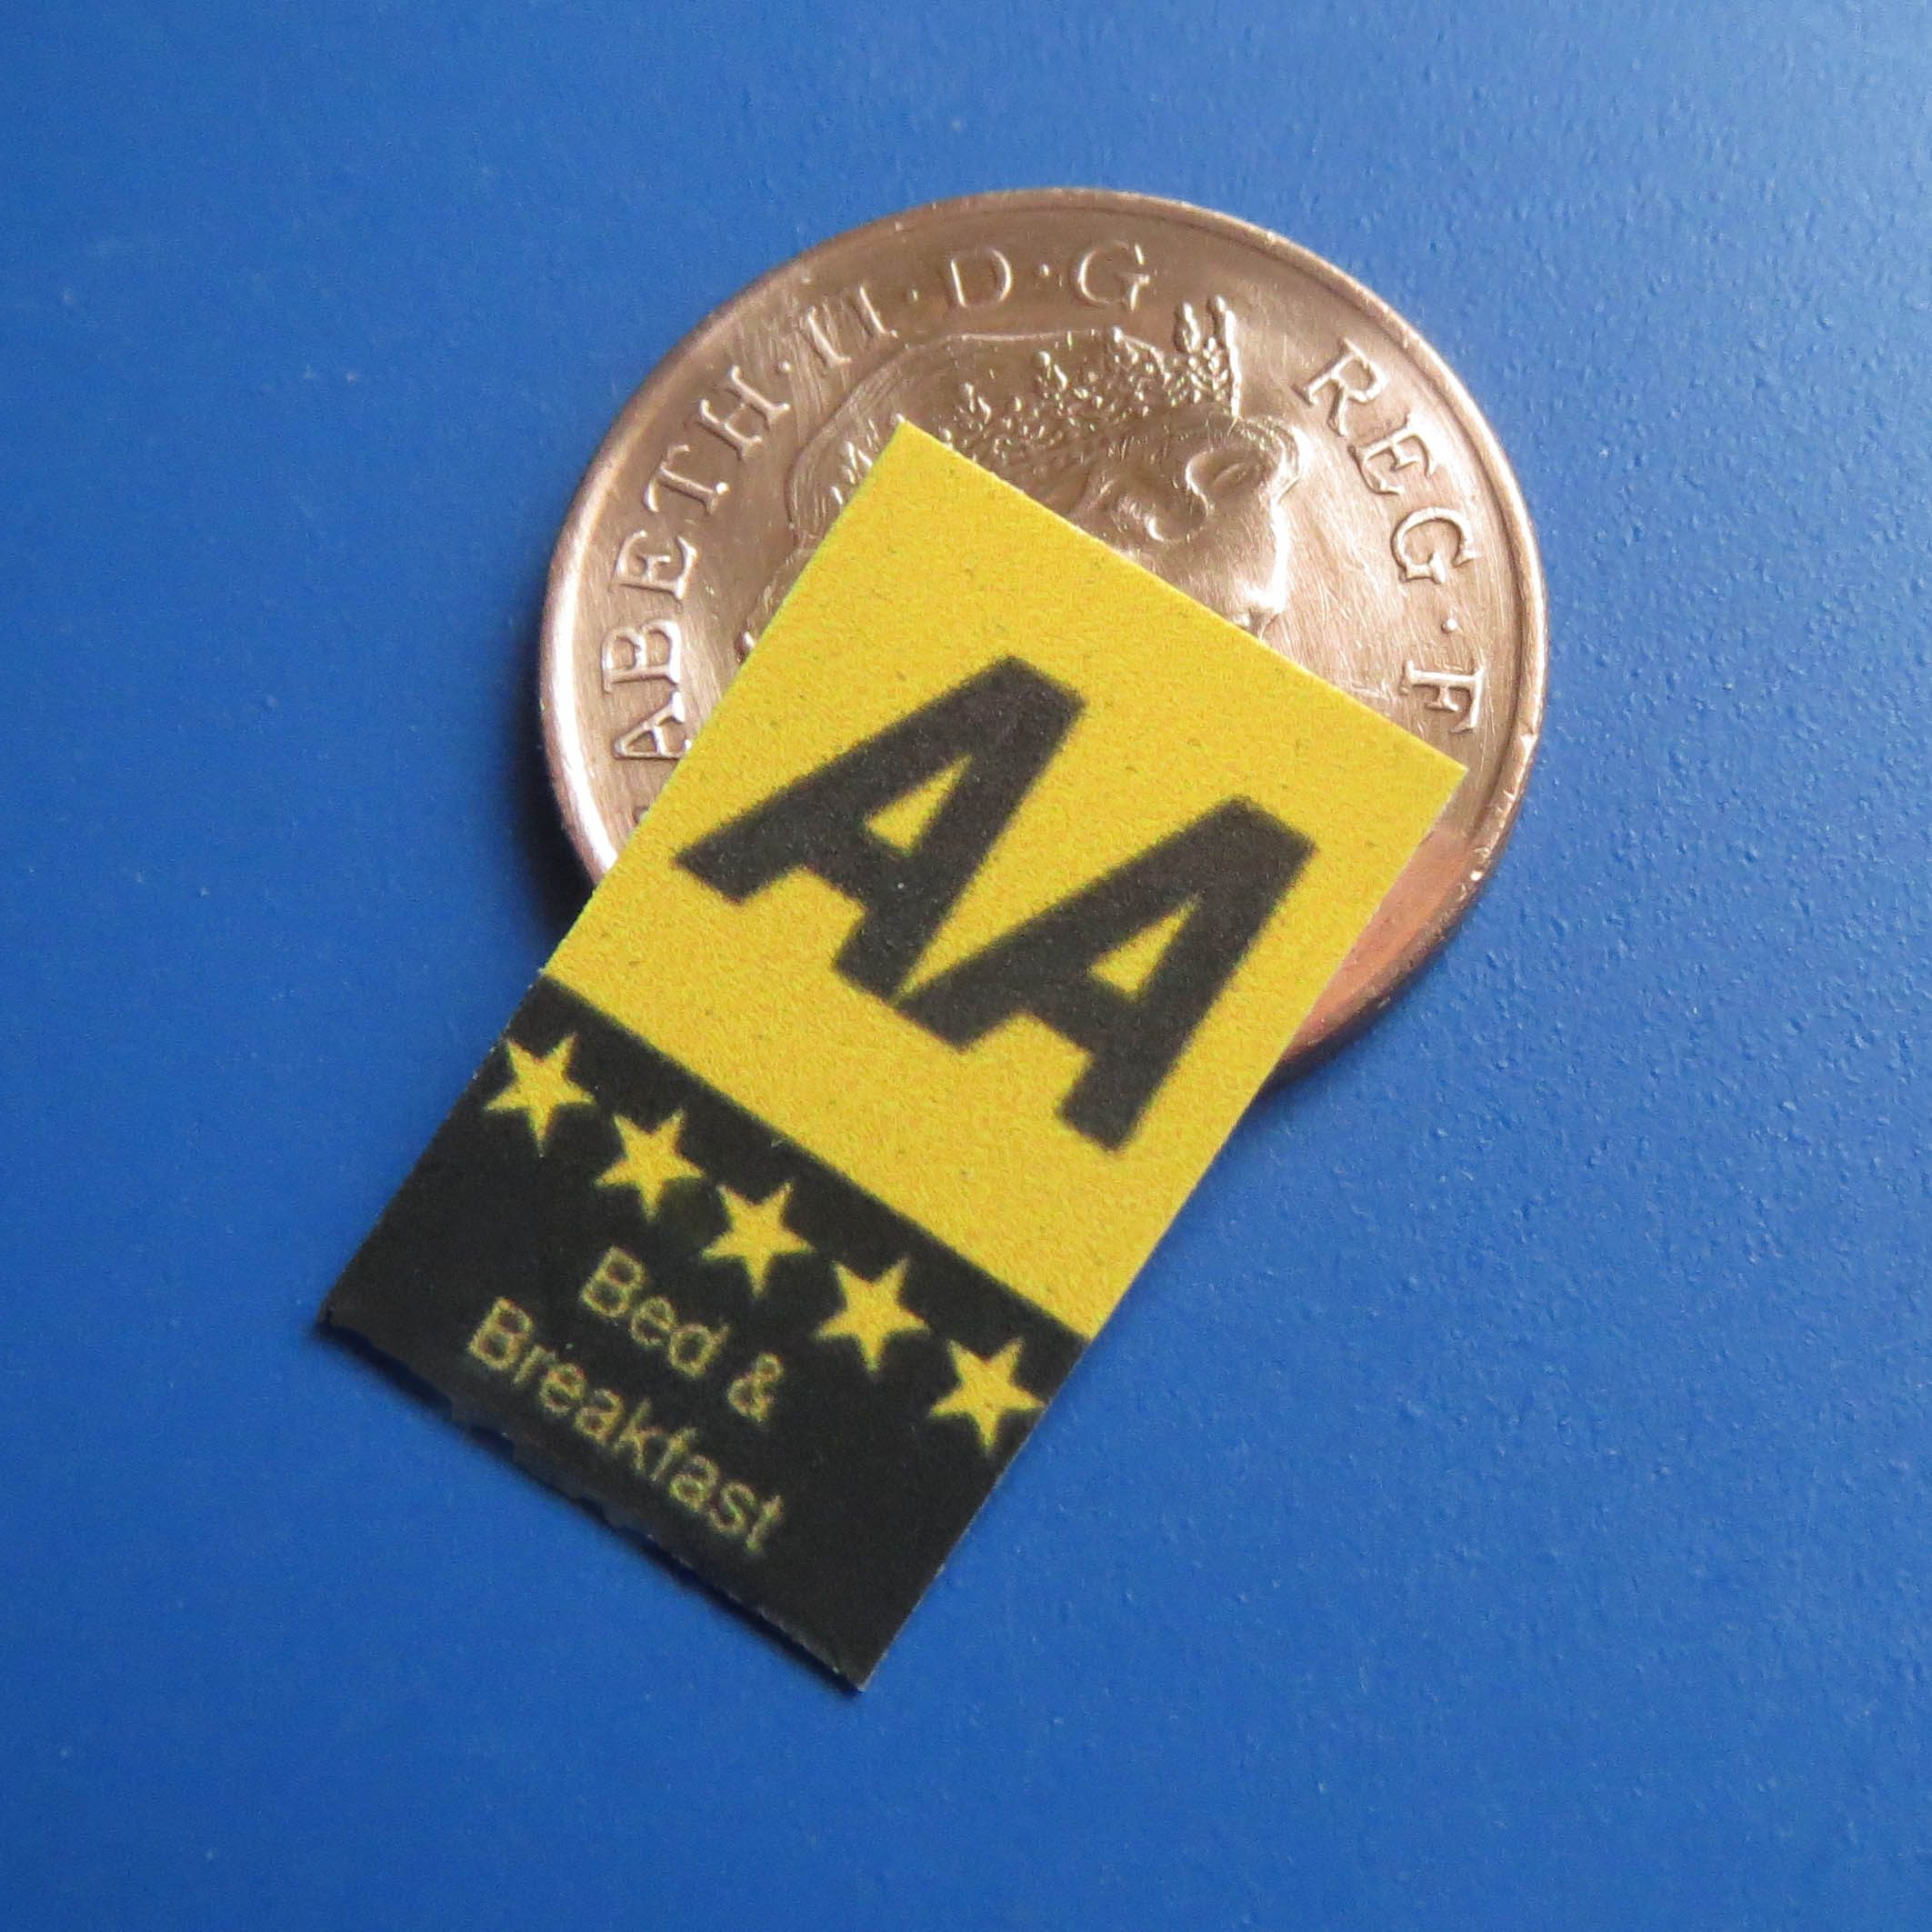 ABETH·II·D·G REG·F
AA
Bed &
Breakfast